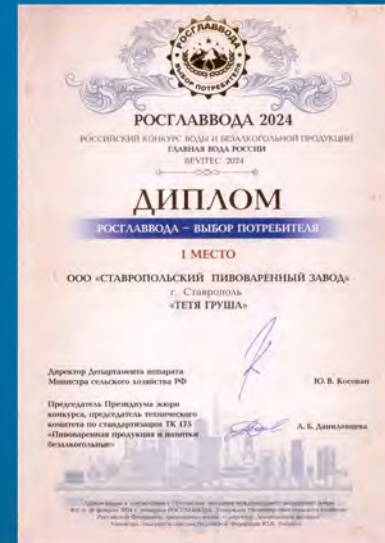 РОСГЛАВВОДА
ВЫБОР ПОТРЕБИТЕЛЯ
РОСГЛАВВОДА 2024
РОССИЙСКИЙ КОНКУРС ВОДЫ И БЕЗАЛКОГОЛЬНОЙ ПРОДУКЦИИ
ГЛАВНАЯ ВОДА РОССИИ
BEVITEC 2024
ДИПЛОМ
РОСГЛАВВОДА – ВЫБОР ПОТРЕБИТЕЛЯ
1 МЕСТО
ООО «СТАВРОПОЛЬСКИЙ ПИВОВАРЕННЫЙ ЗАВОД»
г. Ставрополь
«ТЕТЯ ГРУША»
Директор Департамента аппарата
Министра сельского хозяйства РФ
Ю. В. Косован
Председатель Президиума жюри
конкурса, председатель технического
комитета по стандартизации ТК 175
«Пивоваренная продукция и напитки
безалкогольные»
А. Б. Даниловцева